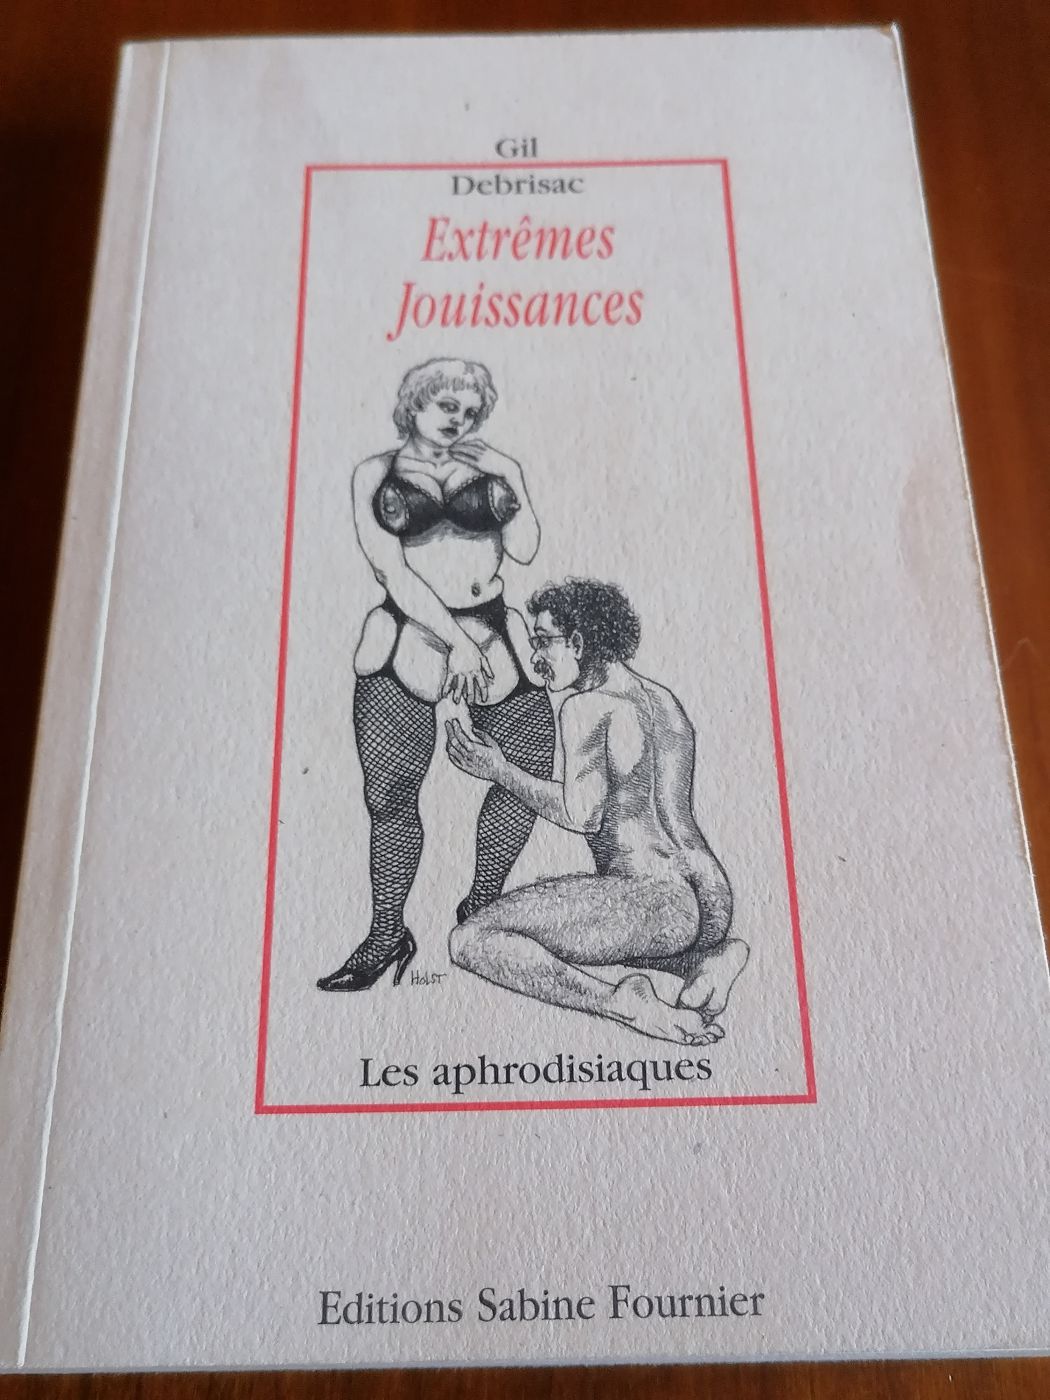 Gil
Debrisac
Extrêmes
Jouissances
Holst
Les aphrodisiaques
Editions Sabine Fournier